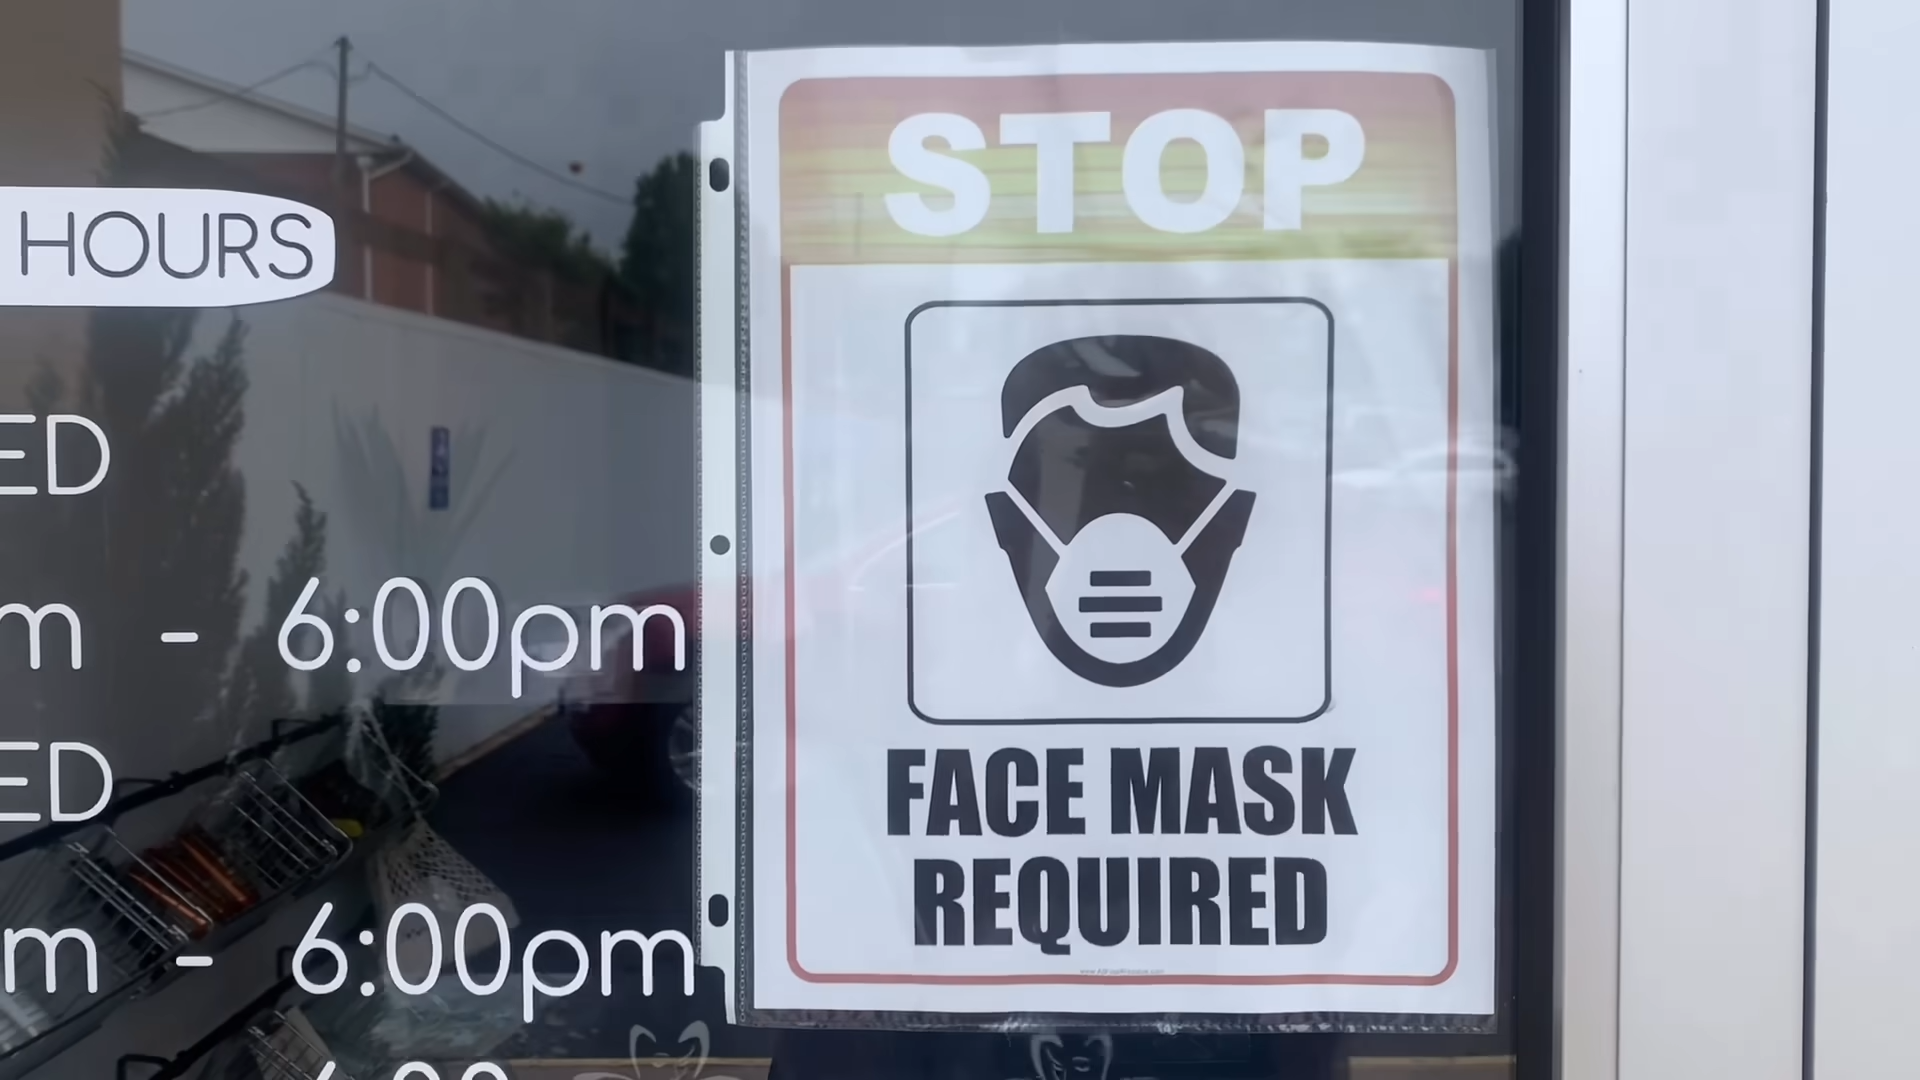 HOURS
ED
m - 6:00pm
ED
m - 6:00pm
STOP
FACE MASK
REQUIRED